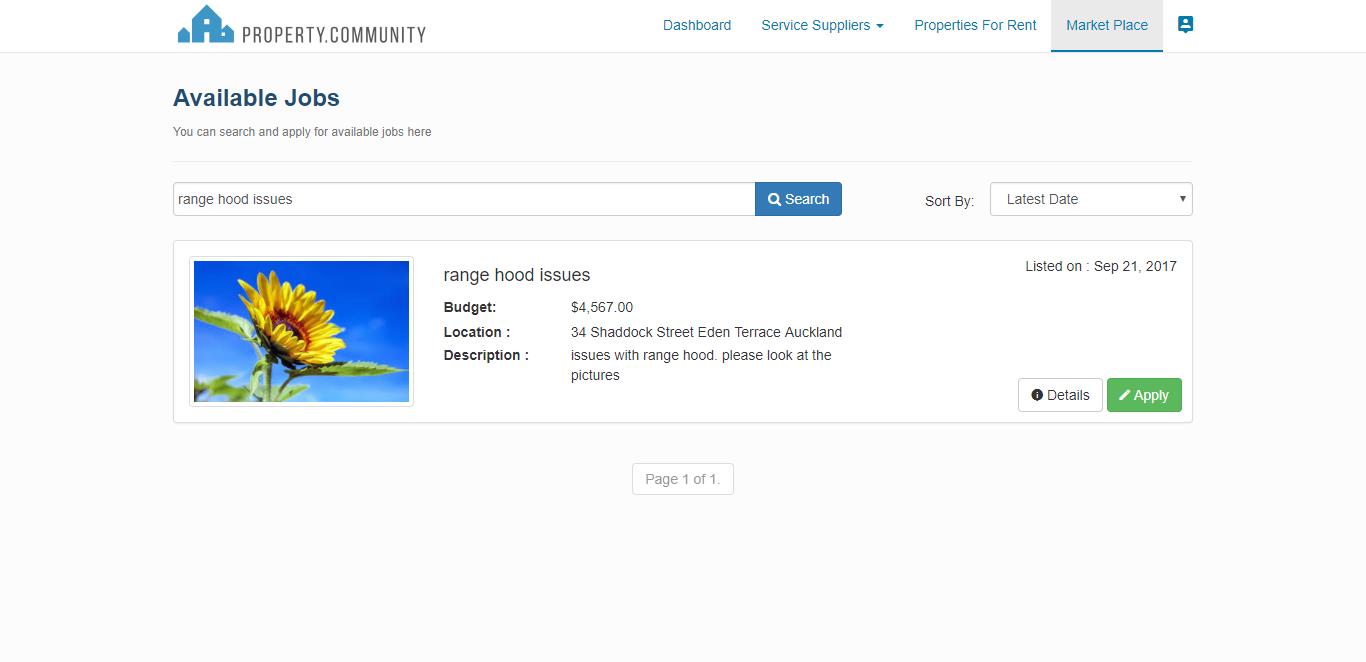 PROPERTY.COMMUNITY
Dashboard
Service Suppliers
Properties For Rent
Market Place
Available Jobs
You can search and apply for available jobs here
range hood issues
Search
Sort By:
Latest Date
range hood issues
Listed on : Sep 21, 2017
Budget: $4,567.00
Location : 34 Shaddock Street Eden Terrace Auckland
Description : issues with range hood. please look at the
pictures
Details
Apply
Page 1 of 1.